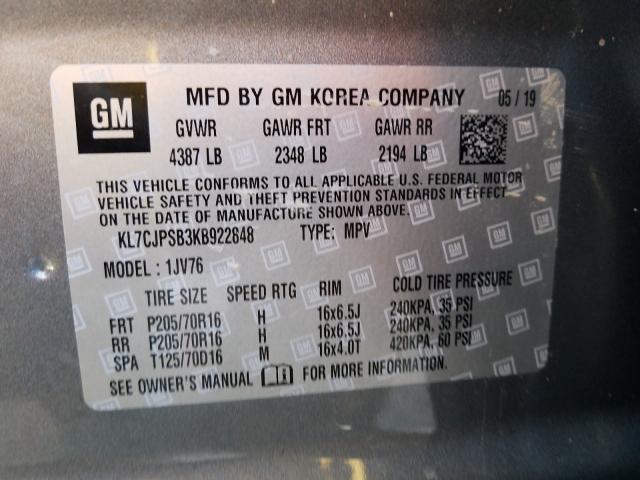 GM MFD BY GM KOREA COMPANY 05 / 19
GVWR GAWR FRT GAWR RR
4387 LB 2348 LB 2194 LB
THIS VEHICLE CONFORMS TO ALL APPLICABLE U.S. FEDERAL MOTOR
VEHICLE SAFETY AND THEFT PREVENTION STANDARDS IN EFFECT
ON THE DATE OF MANUFACTURE SHOWN ABOVE.
KL7CJPSB3KB922848 TYPE: MPV
MODEL : 1JV76
TIRE SIZE SPEED RTG RIM COLD TIRE PRESSURE
FRT P205/70R16 H 16x6.5J 240KPA, 35 PSI
RR P205/70R16 H 16x6.5J 240KPA, 35 PSI
SPA T125/70D16 M 16x4.0T 420KPA, 60 PSI
SEE OWNER'S MANUAL FOR MORE INFORMATION.